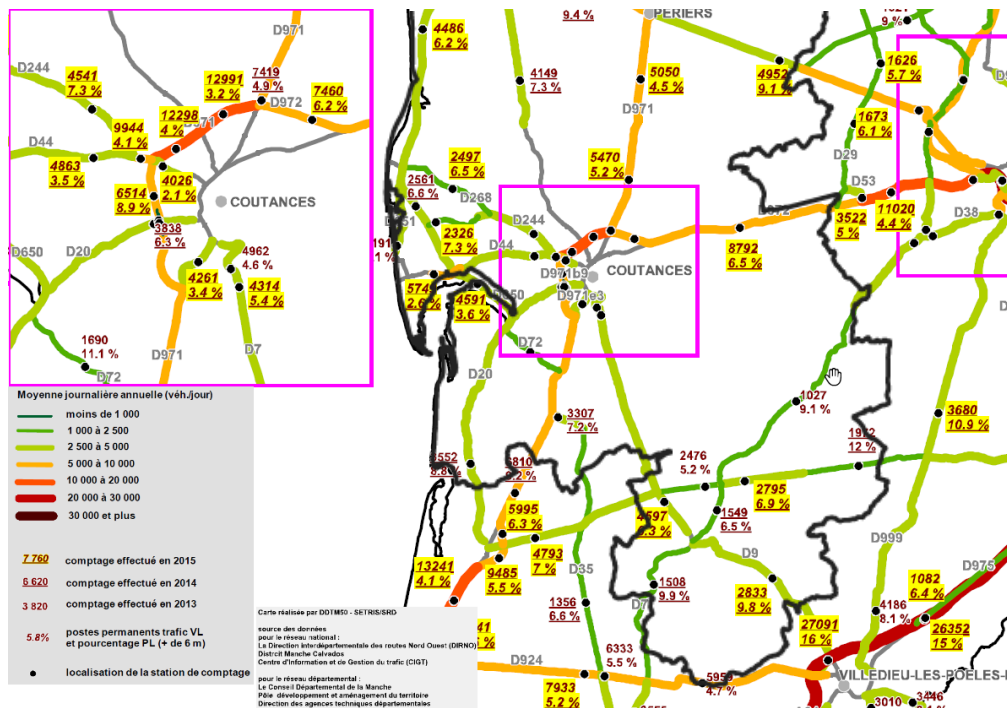 D971
D244
4541
7.3 %
12991
3.2 %
7419
4.9 %
D972
7460
6.2 %
12298
4 %
D44
9944
4.1 %
4863
3.5 %
4026
2.1 %
6514
8.9 %
COUTANCES
3838
6.3 %
D650
D20
4962
4.6 %
4261
3.4 %
4314
5.4 %
1690
11.1 %
D971
D7
D72
Moyenne journalière annuelle (véh./jour)
moins de 1 000
1 000 à 2 500
2 500 à 5 000
5 000 à 10 000
10 000 à 20 000
20 000 à 30 000
30 000 et plus
7 760 comptage effectué en 2015
6 620 comptage effectué en 2014
3 820 comptage effectué en 2013
5.8% postes permanents trafic VL
et pourcentage PL (+ de 6 m)
localisation de la station de comptage
Carte réalisée par DDTM50 - SETRIS/SRD
source des données
pour le réseau national :
La Direction Interdépartementale des routes Nord Ouest (DIRNO)
District Manche Calvados
Centre d'Information et de Gestion du trafic (CIGT)
pour le réseau départemental :
Le Conseil Départemental de la Manche
Pôle développement et aménagement du territoire
Direction des agences techniques départementales
9.4 %
PERIERS
9 %
4486
6.2 %
4149
7.3 %
5050
4.5 %
D971
4952
9.1 %
1626
5.7 %
1673
6.1 %
D29
2497
6.5 %
2561
6.6 %
D268
5470
5.2 %
D53
3522
5 %
11020
4.4 %
D38
2326
7.3 %
D244
D44
8792
6.5 %
D971b9
COUTANCES
D971e3
4591
3.6 %
D72
D20
3307
7.2 %
1027
9.1 %
3680
10.9 %
12 %
2476
5.2 %
2795
6.9 %
5995
6.3 %
1549
6.5 %
4793
7 %
13241
4.1 %
9485
5.5 %
D35
D9
D999
D975
1508
9.9 %
2833
9.8 %
1082
6.4 %
1356
6.6 %
4186
8.1 %
26352
15 %
27091
16 %
D924
6333
5.5 %
7933
5.2 %
4.7 %
VILLEDIEU-LES-POELES-
3010
3446